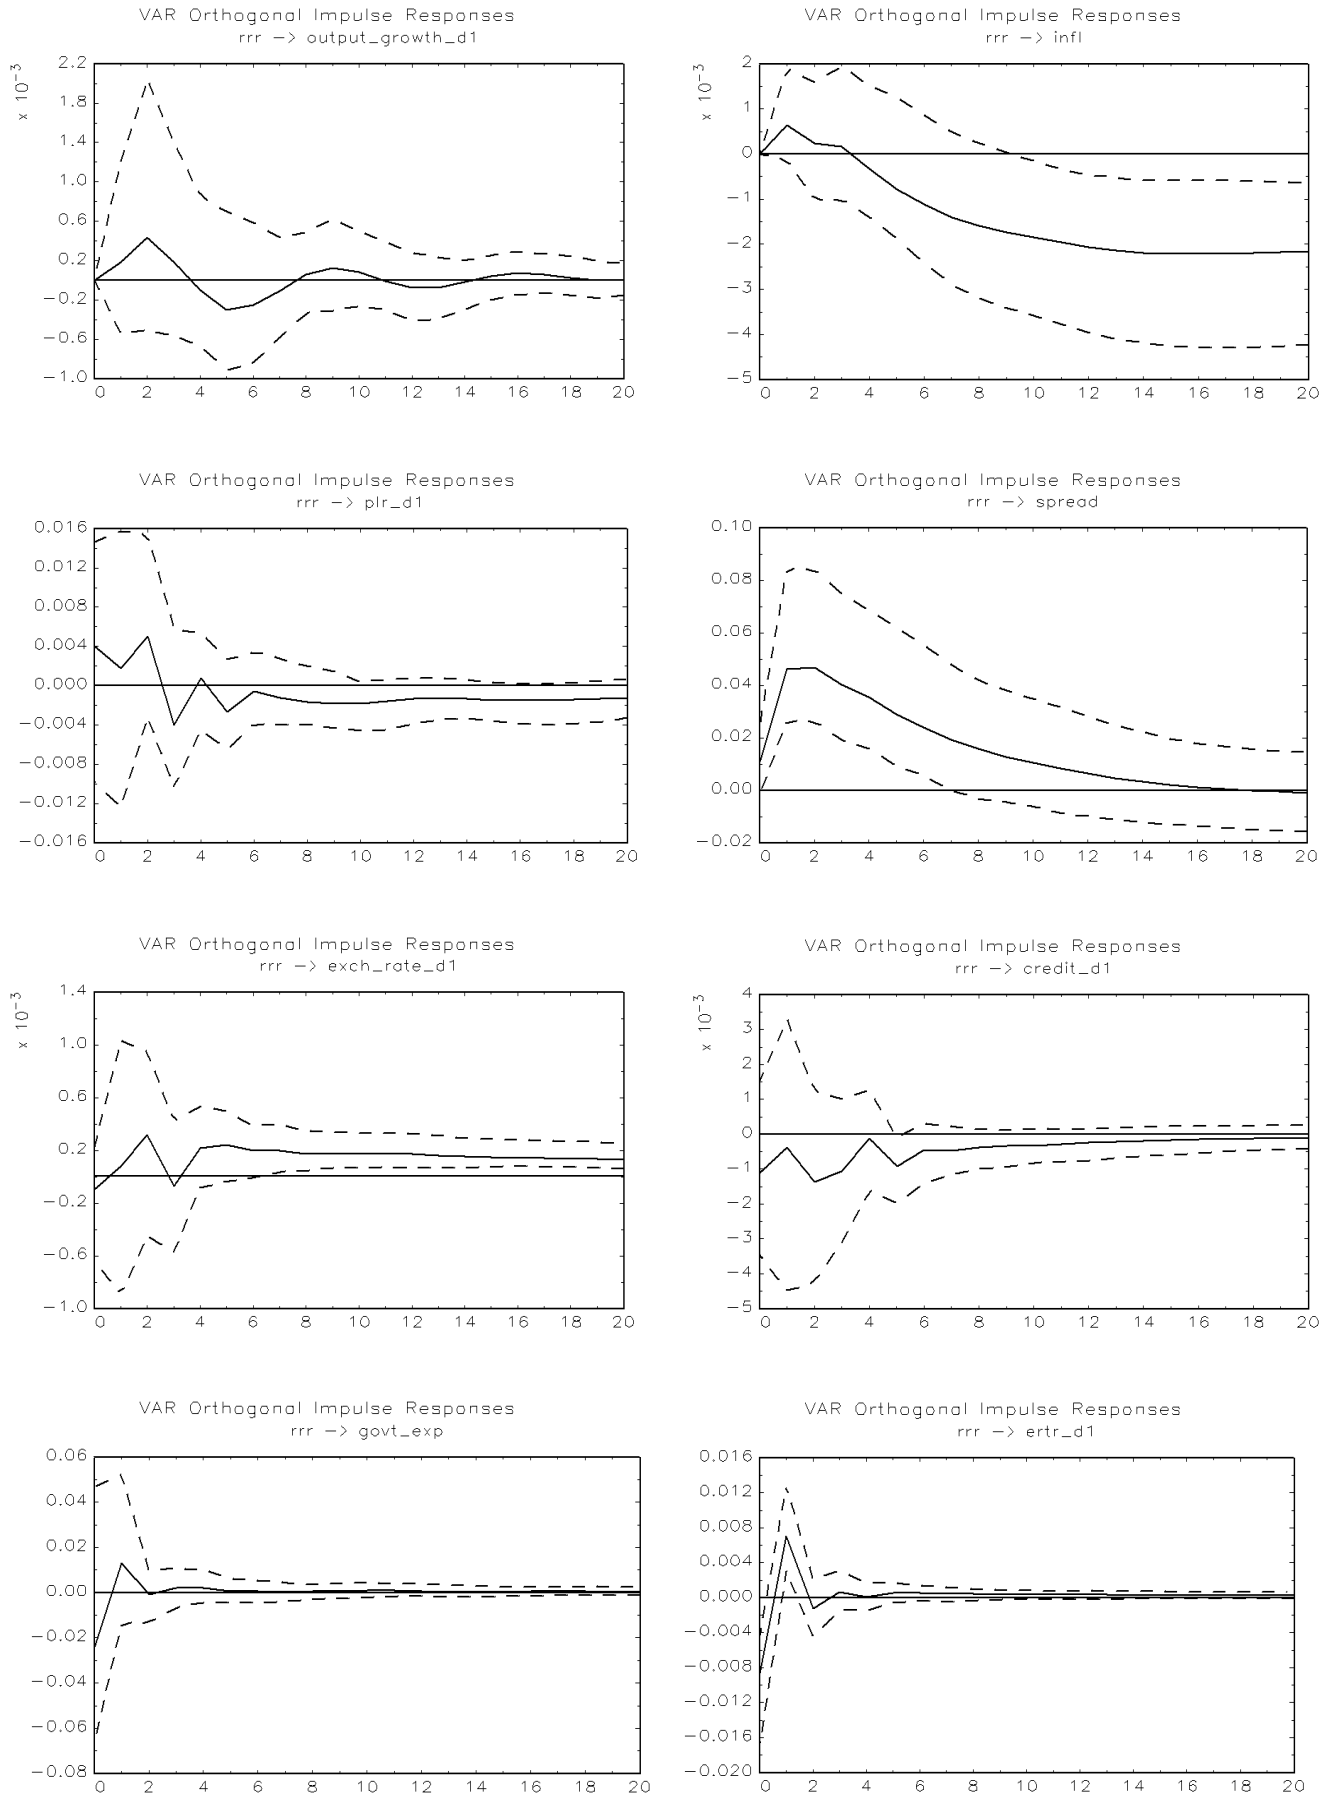 VAR Orthogonal Impulse Responses
rrr -> output_growth_d1
x 10^-3
2.2
1.8
1.4
1.0
0.6
0.2
-0.2
-0.6
-1.0
0 2 4 6 8 10 12 14 16 18 20
VAR Orthogonal Impulse Responses
rrr -> infl
x 10^-3
2
1
0
-1
-2
-3
-4
-5
0 2 4 6 8 10 12 14 16 18 20
VAR Orthogonal Impulse Responses
rrr -> plr_d1
0.016
0.012
0.008
0.004
0.000
-0.004
-0.008
-0.012
-0.016
0 2 4 6 8 10 12 14 16 18 20
VAR Orthogonal Impulse Responses
rrr -> spread
0.10
0.08
0.06
0.04
0.02
0.00
-0.02
0 2 4 6 8 10 12 14 16 18 20
VAR Orthogonal Impulse Responses
rrr -> exch_rate_d1
x 10^-3
1.4
1.0
0.6
0.2
-0.2
-0.6
-1.0
0 2 4 6 8 10 12 14 16 18 20
VAR Orthogonal Impulse Responses
rrr -> credit_d1
x 10^-3
4
3
2
1
0
-1
-2
-3
-4
-5
0 2 4 6 8 10 12 14 16 18 20
VAR Orthogonal Impulse Responses
rrr -> govt_exp
0.06
0.04
0.02
0.00
-0.02
-0.04
-0.06
-0.08
0 2 4 6 8 10 12 14 16 18 20
VAR Orthogonal Impulse Responses
rrr -> ertr_d1
0.016
0.012
0.008
0.004
0.000
-0.004
-0.008
-0.012
-0.016
-0.020
0 2 4 6 8 10 12 14 16 18 20